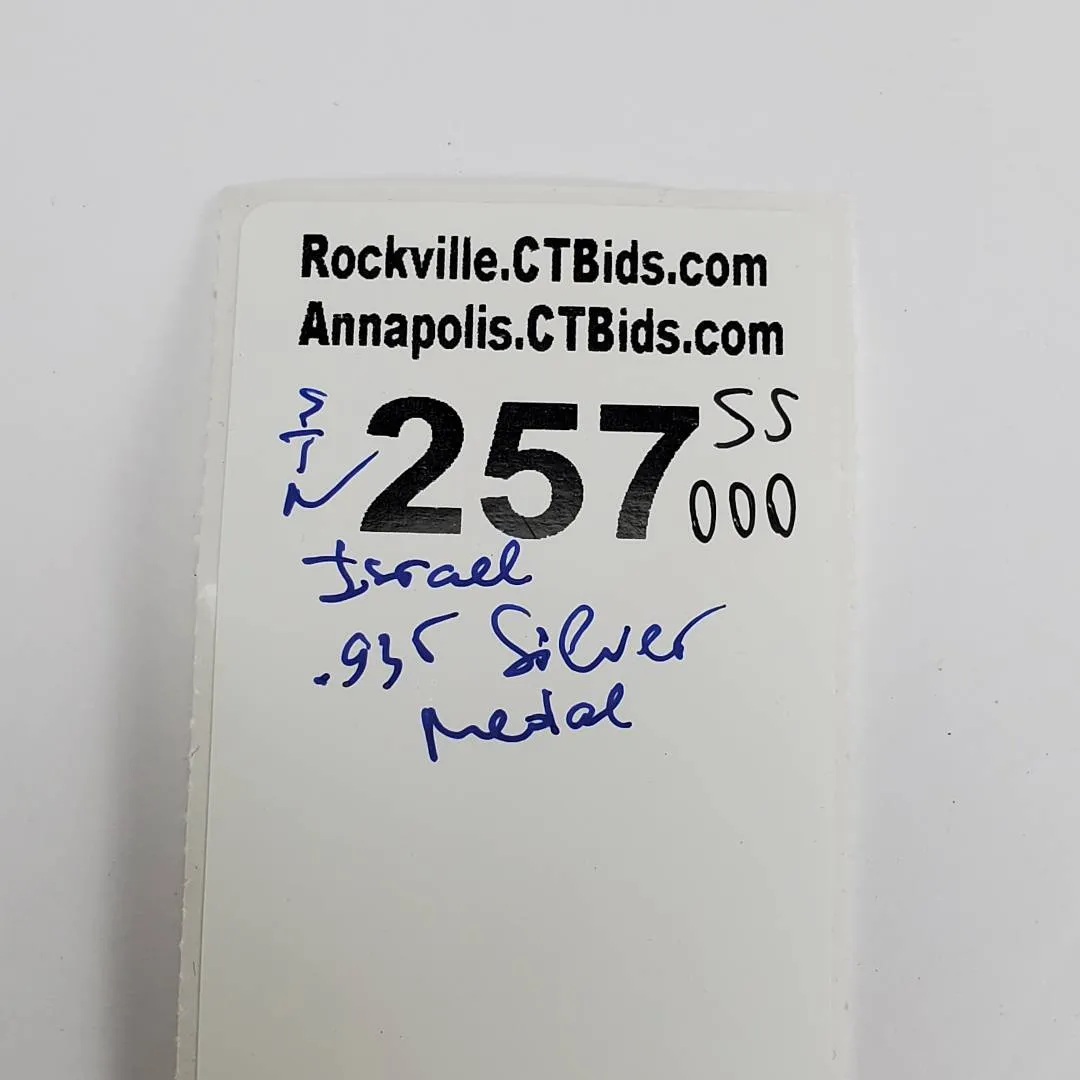 Rockville.CTBids.com
Annapolis.CTBids.com
257 SS
000
Israel
.935 Silver
Medal